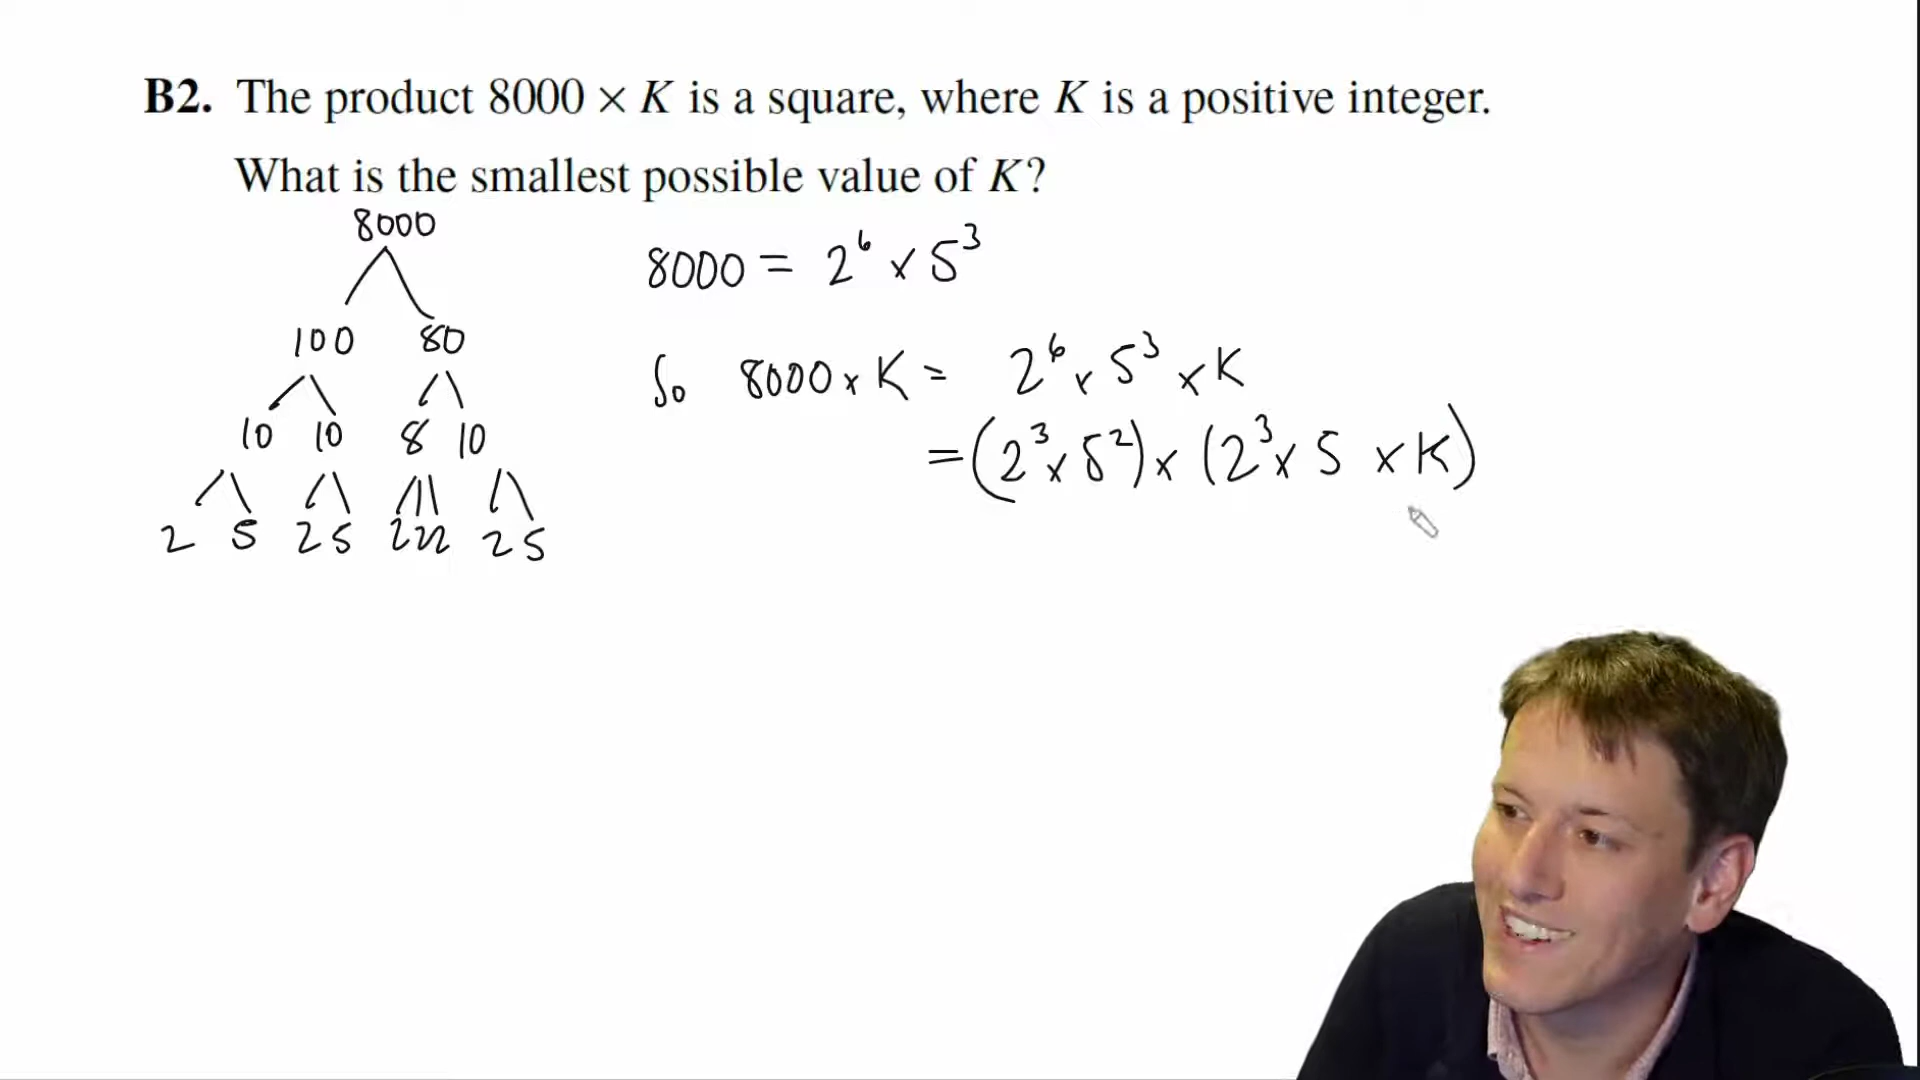 B2. The product 8000 × K is a square, where K is a positive integer.
What is the smallest possible value of K?
8000
100 80
10 10 8 10
2 5 2 5 2 2 2 2 5
8000 = 2⁶ × 5³
So 8000 × K = 2⁶ × 5³ × K
= (2³ × 5²) × (2³ × 5 × K)